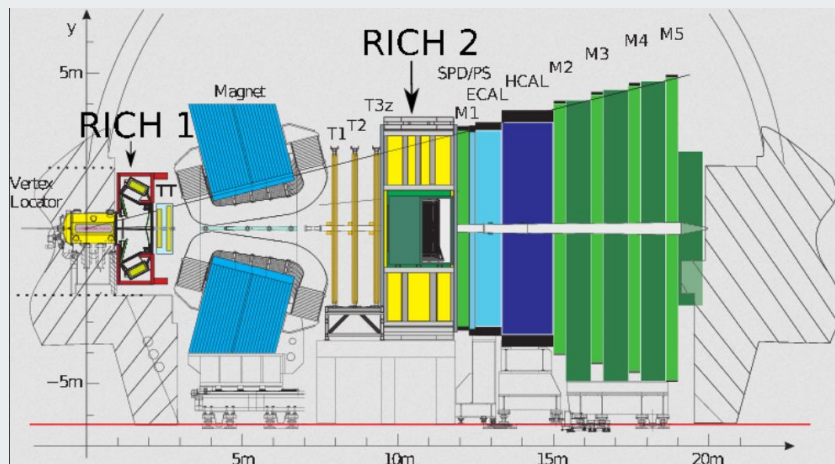 y
5m
RICH 2
SPD/PS
ECAL
HCAL
M2
M3
M4
M5
Magnet
T3z
M1
RICH 1
T1
T2
TT
Vertex
Locator
−5m
5m
10m
15m
20m